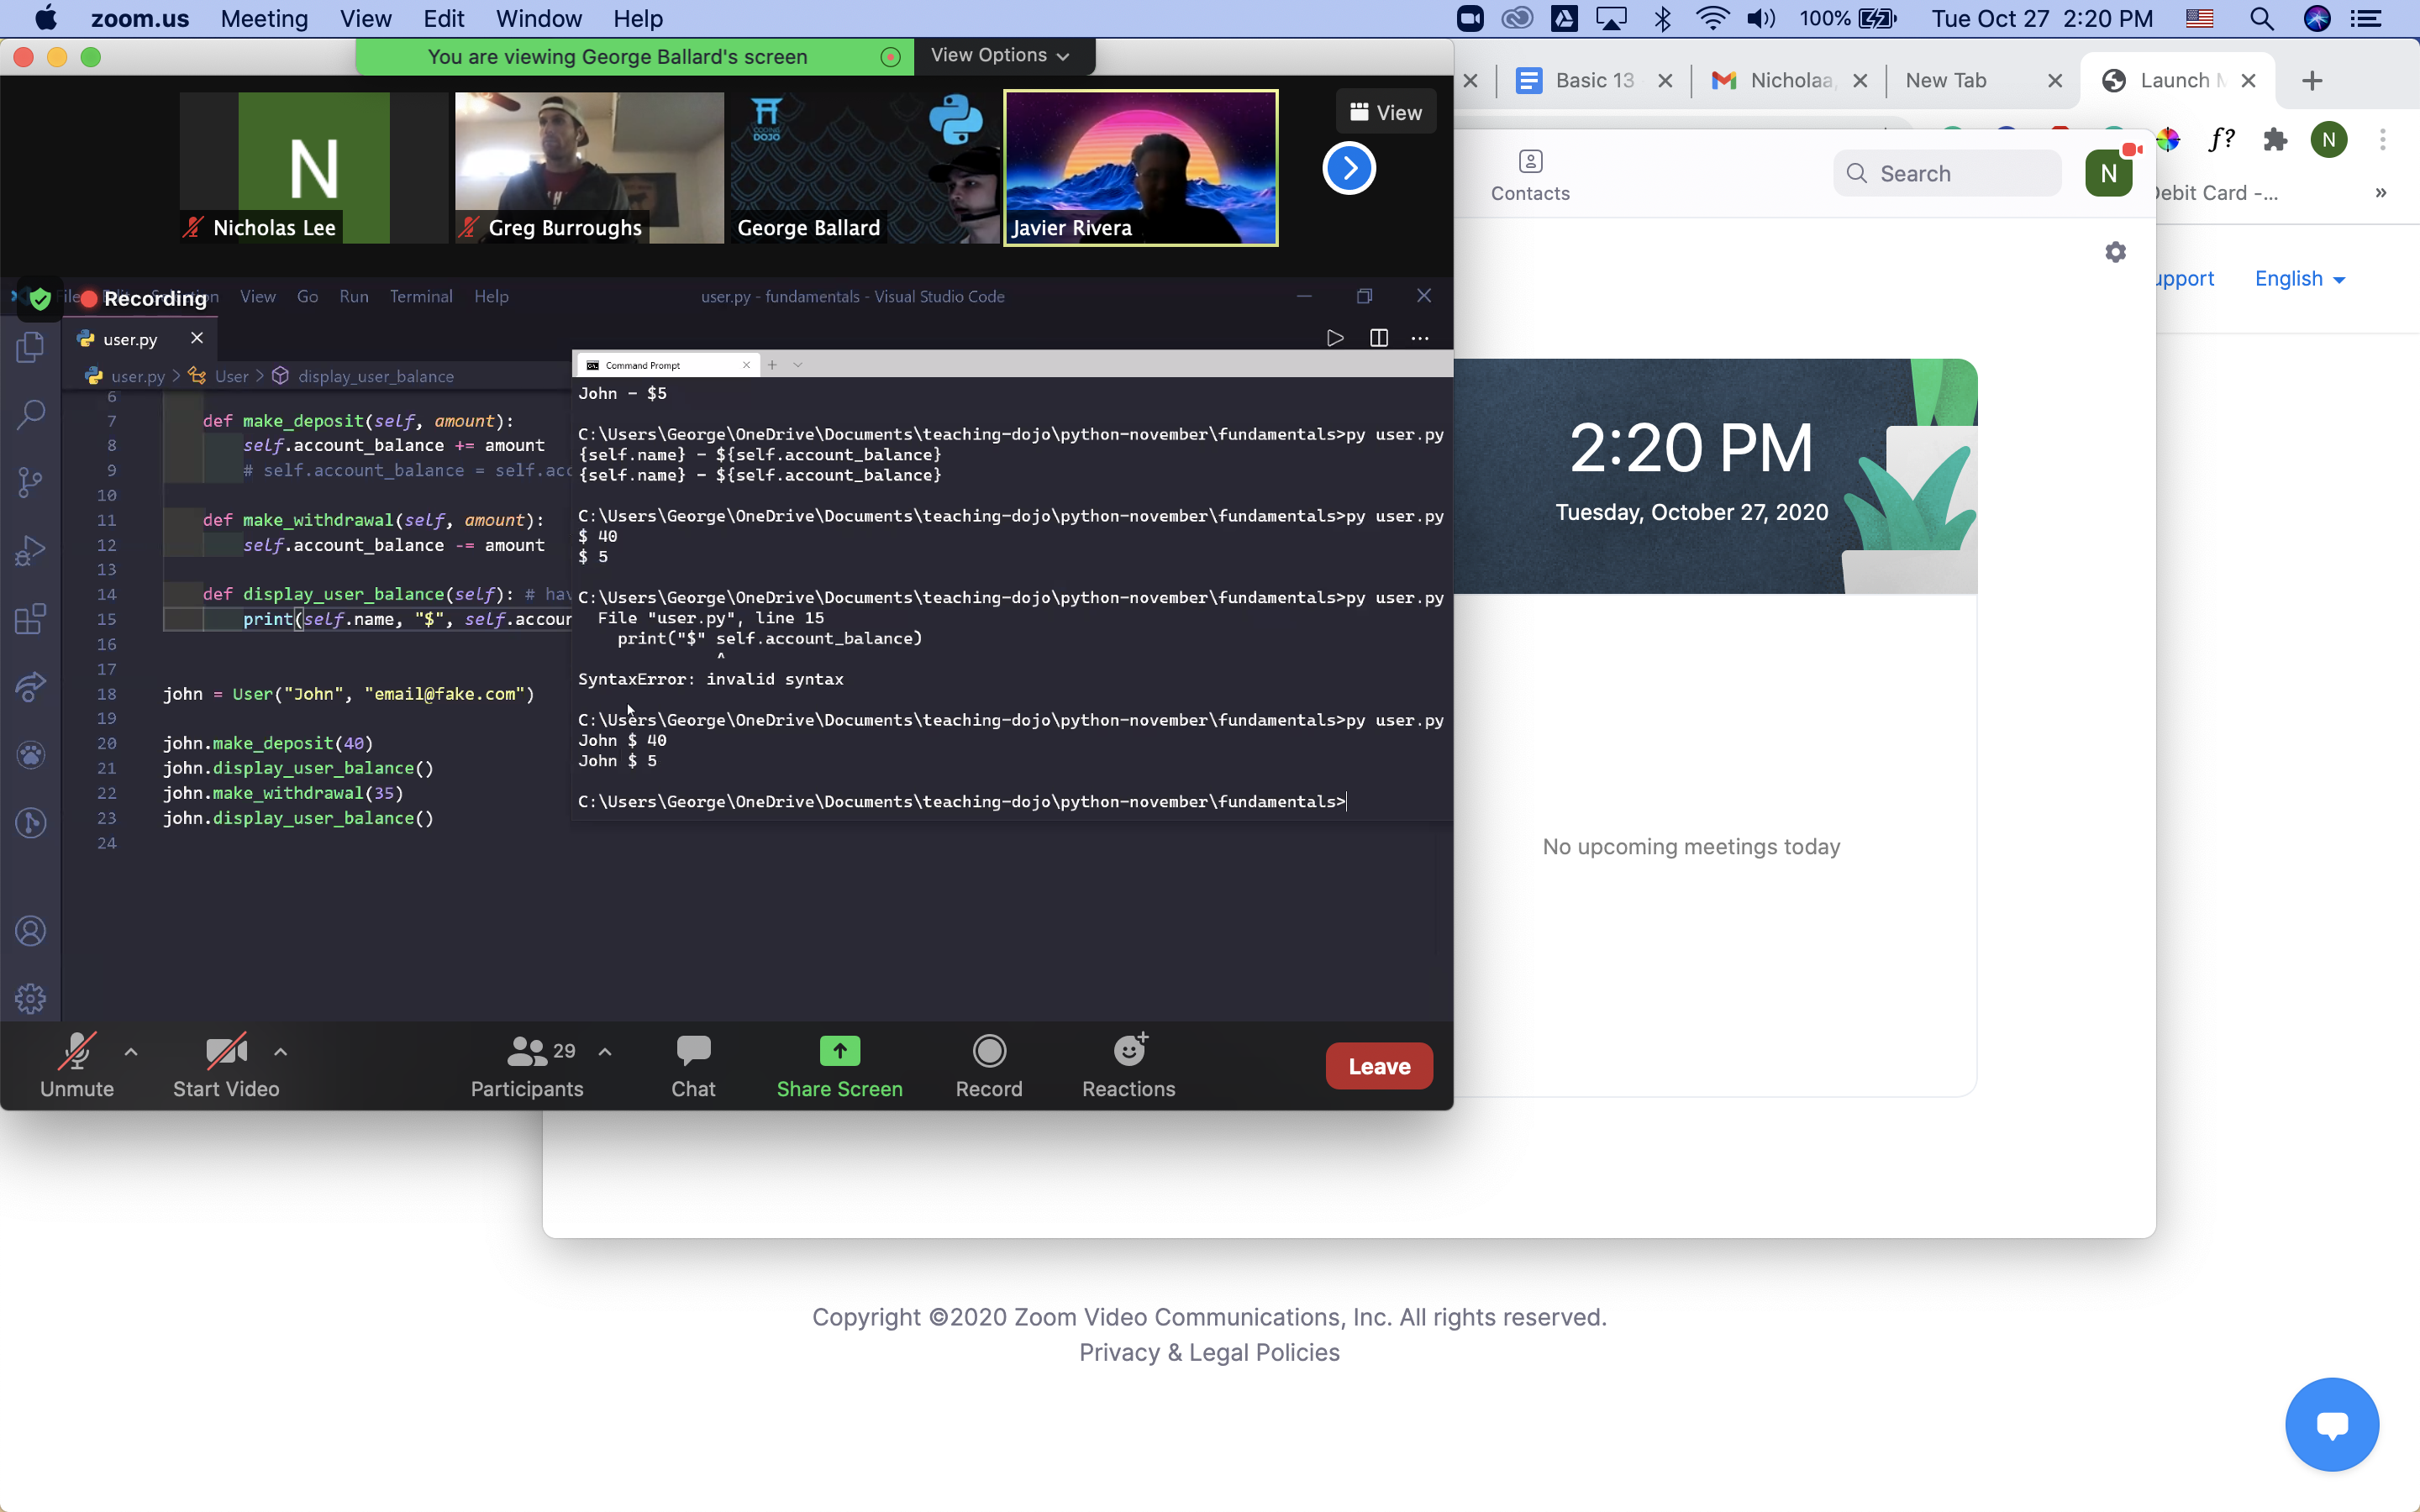 zoom.us Meeting View Edit Window Help
100% Tue Oct 27 2:20 PM
You are viewing George Ballard's screen View Options
Basic 13 Nicholaa, New Tab Launch M
f? N
CODING DOJO
N
View
Nicholas Lee Greg Burroughs George Ballard Javier Rivera
Contacts Search N
Debit Card -... »
upport English
Recording View Go Run Terminal Help user.py - fundamentals - Visual Studio Code
user.py
user.py > User > display_user_balance
6
7 def make_deposit(self, amount):
8 self.account_balance += amount
9 # self.account_balance = self.acc
10
11 def make_withdrawal(self, amount):
12 self.account_balance -= amount
13
14 def display_user_balance(self): # hav
15 print(self.name, "$", self.accour
16
17
18 john = User("John", "email@fake.com")
19
20 john.make_deposit(40)
21 john.display_user_balance()
22 john.make_withdrawal(35)
23 john.display_user_balance()
24
Command Prompt
John - $5
C:\Users\George\OneDrive\Documents\teaching-dojo\python-november\fundamentals>py user.py
{self.name} - ${self.account_balance}
{self.name} - ${self.account_balance}
C:\Users\George\OneDrive\Documents\teaching-dojo\python-november\fundamentals>py user.py
$ 40
$ 5
C:\Users\George\OneDrive\Documents\teaching-dojo\python-november\fundamentals>py user.py
File "user.py", line 15
print("$" self.account_balance)
^
SyntaxError: invalid syntax
C:\Users\George\OneDrive\Documents\teaching-dojo\python-november\fundamentals>py user.py
John $ 40
John $ 5
C:\Users\George\OneDrive\Documents\teaching-dojo\python-november\fundamentals>
2:20 PM
Tuesday, October 27, 2020
No upcoming meetings today
29
Unmute Start Video Participants Chat Share Screen Record Reactions Leave
Copyright ©2020 Zoom Video Communications, Inc. All rights reserved.
Privacy & Legal Policies